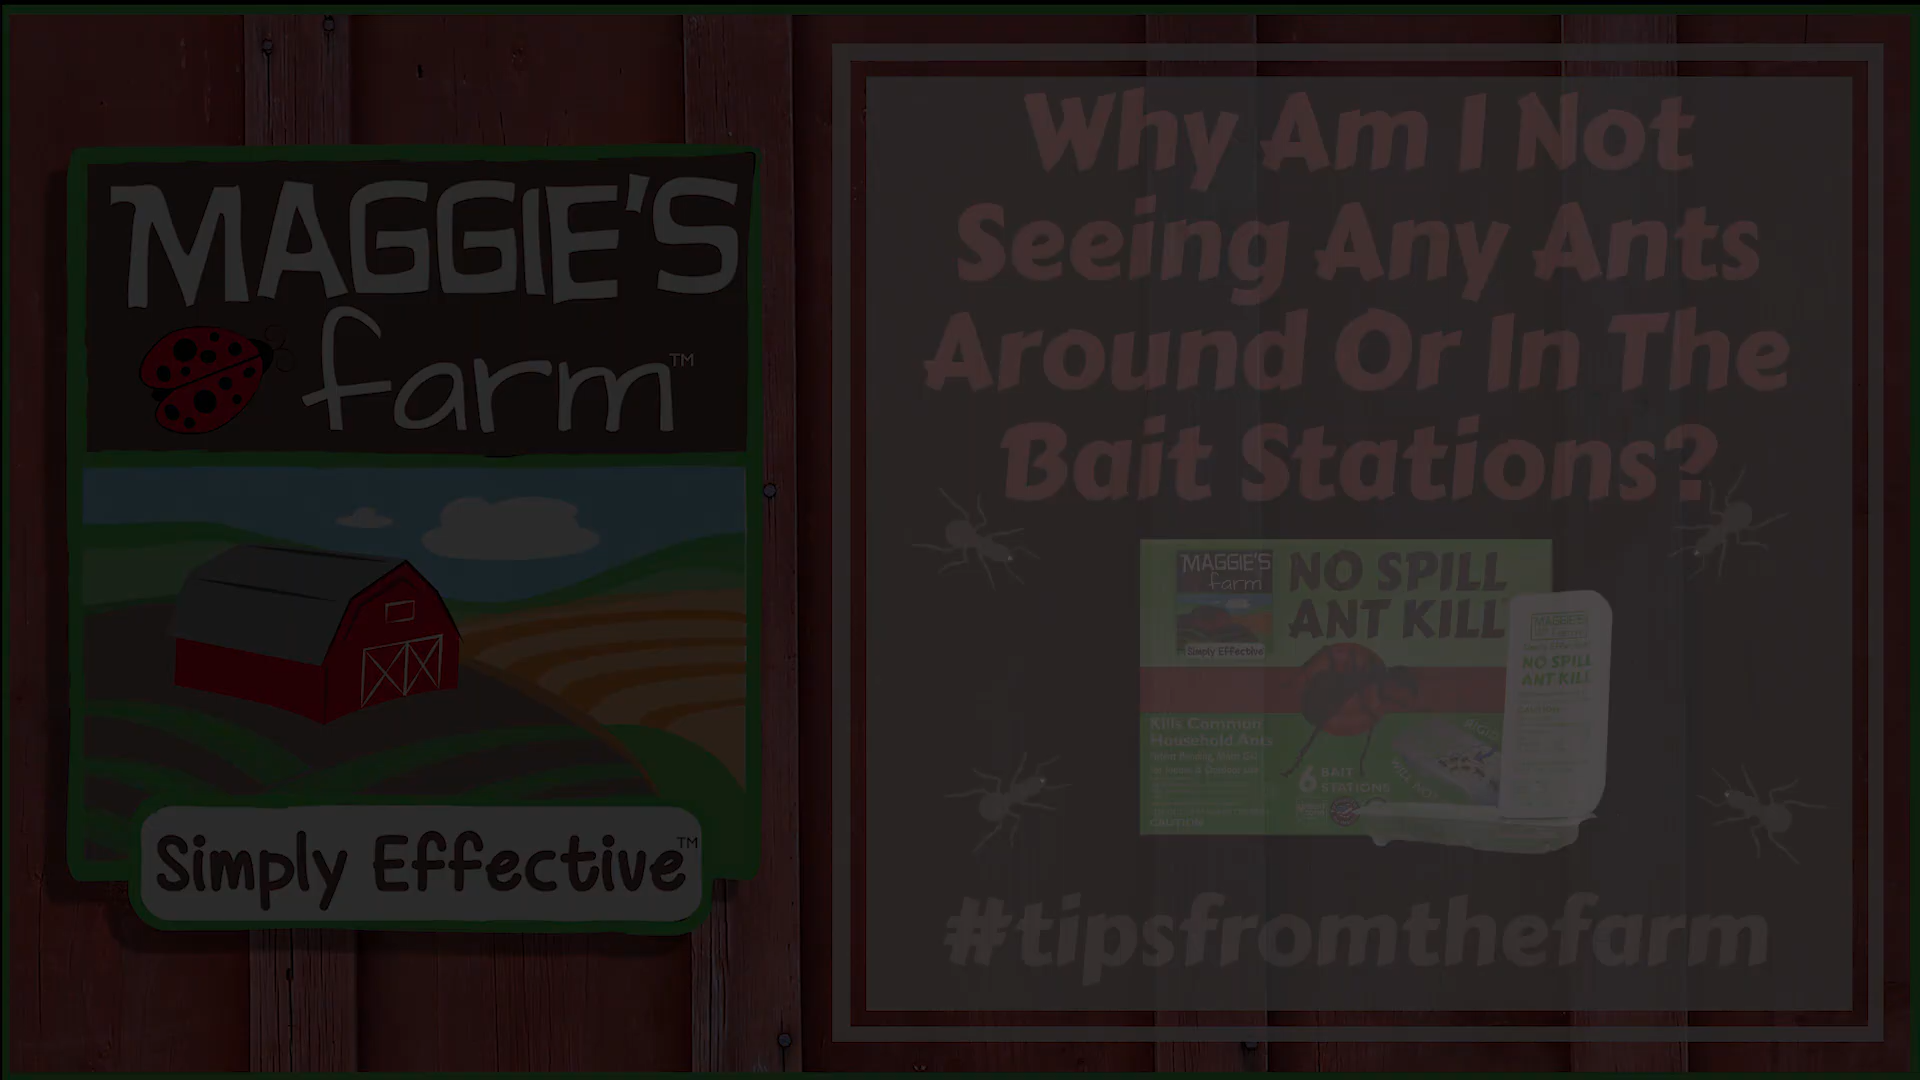 MAGGIE'S
farm™
Simply Effective™
Why Am I Not
Seeing Any Ants
Around Or In The
Bait Stations?
MAGGIE'S
farm
Simply Effective
NO SPILL
ANT KILL
Kills Common
Household Ants
6 BAIT
STATIONS
CAUTION
MAGGIE'S
farm
NO SPILL
ANT KILL
CAUTION
#tipsfromthefarm